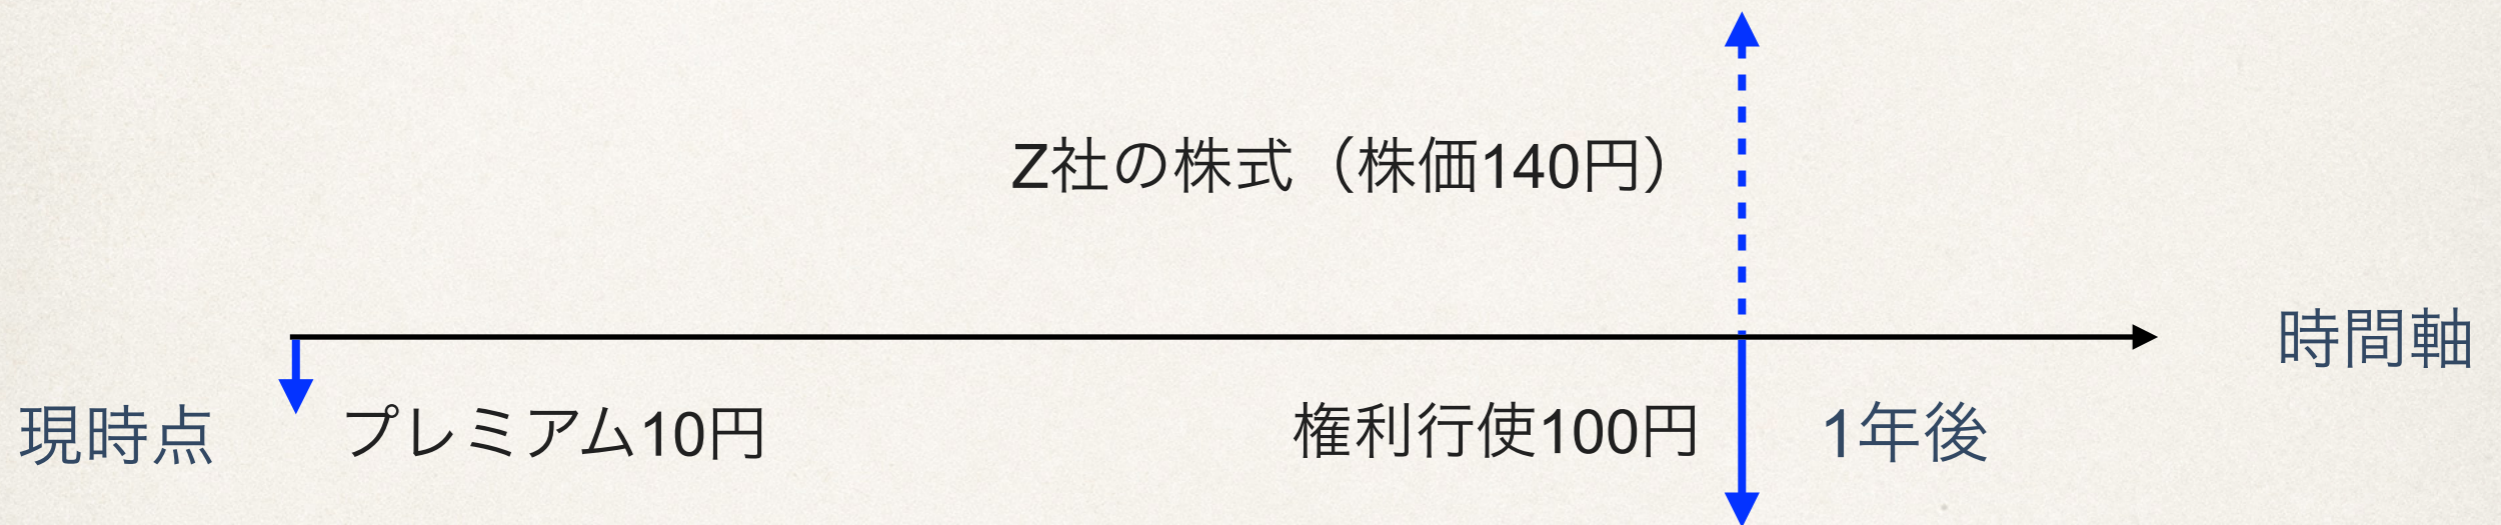 Z社の株式（株価140円）
時間軸
現時点
プレミアム10円
権利行使100円
1年後